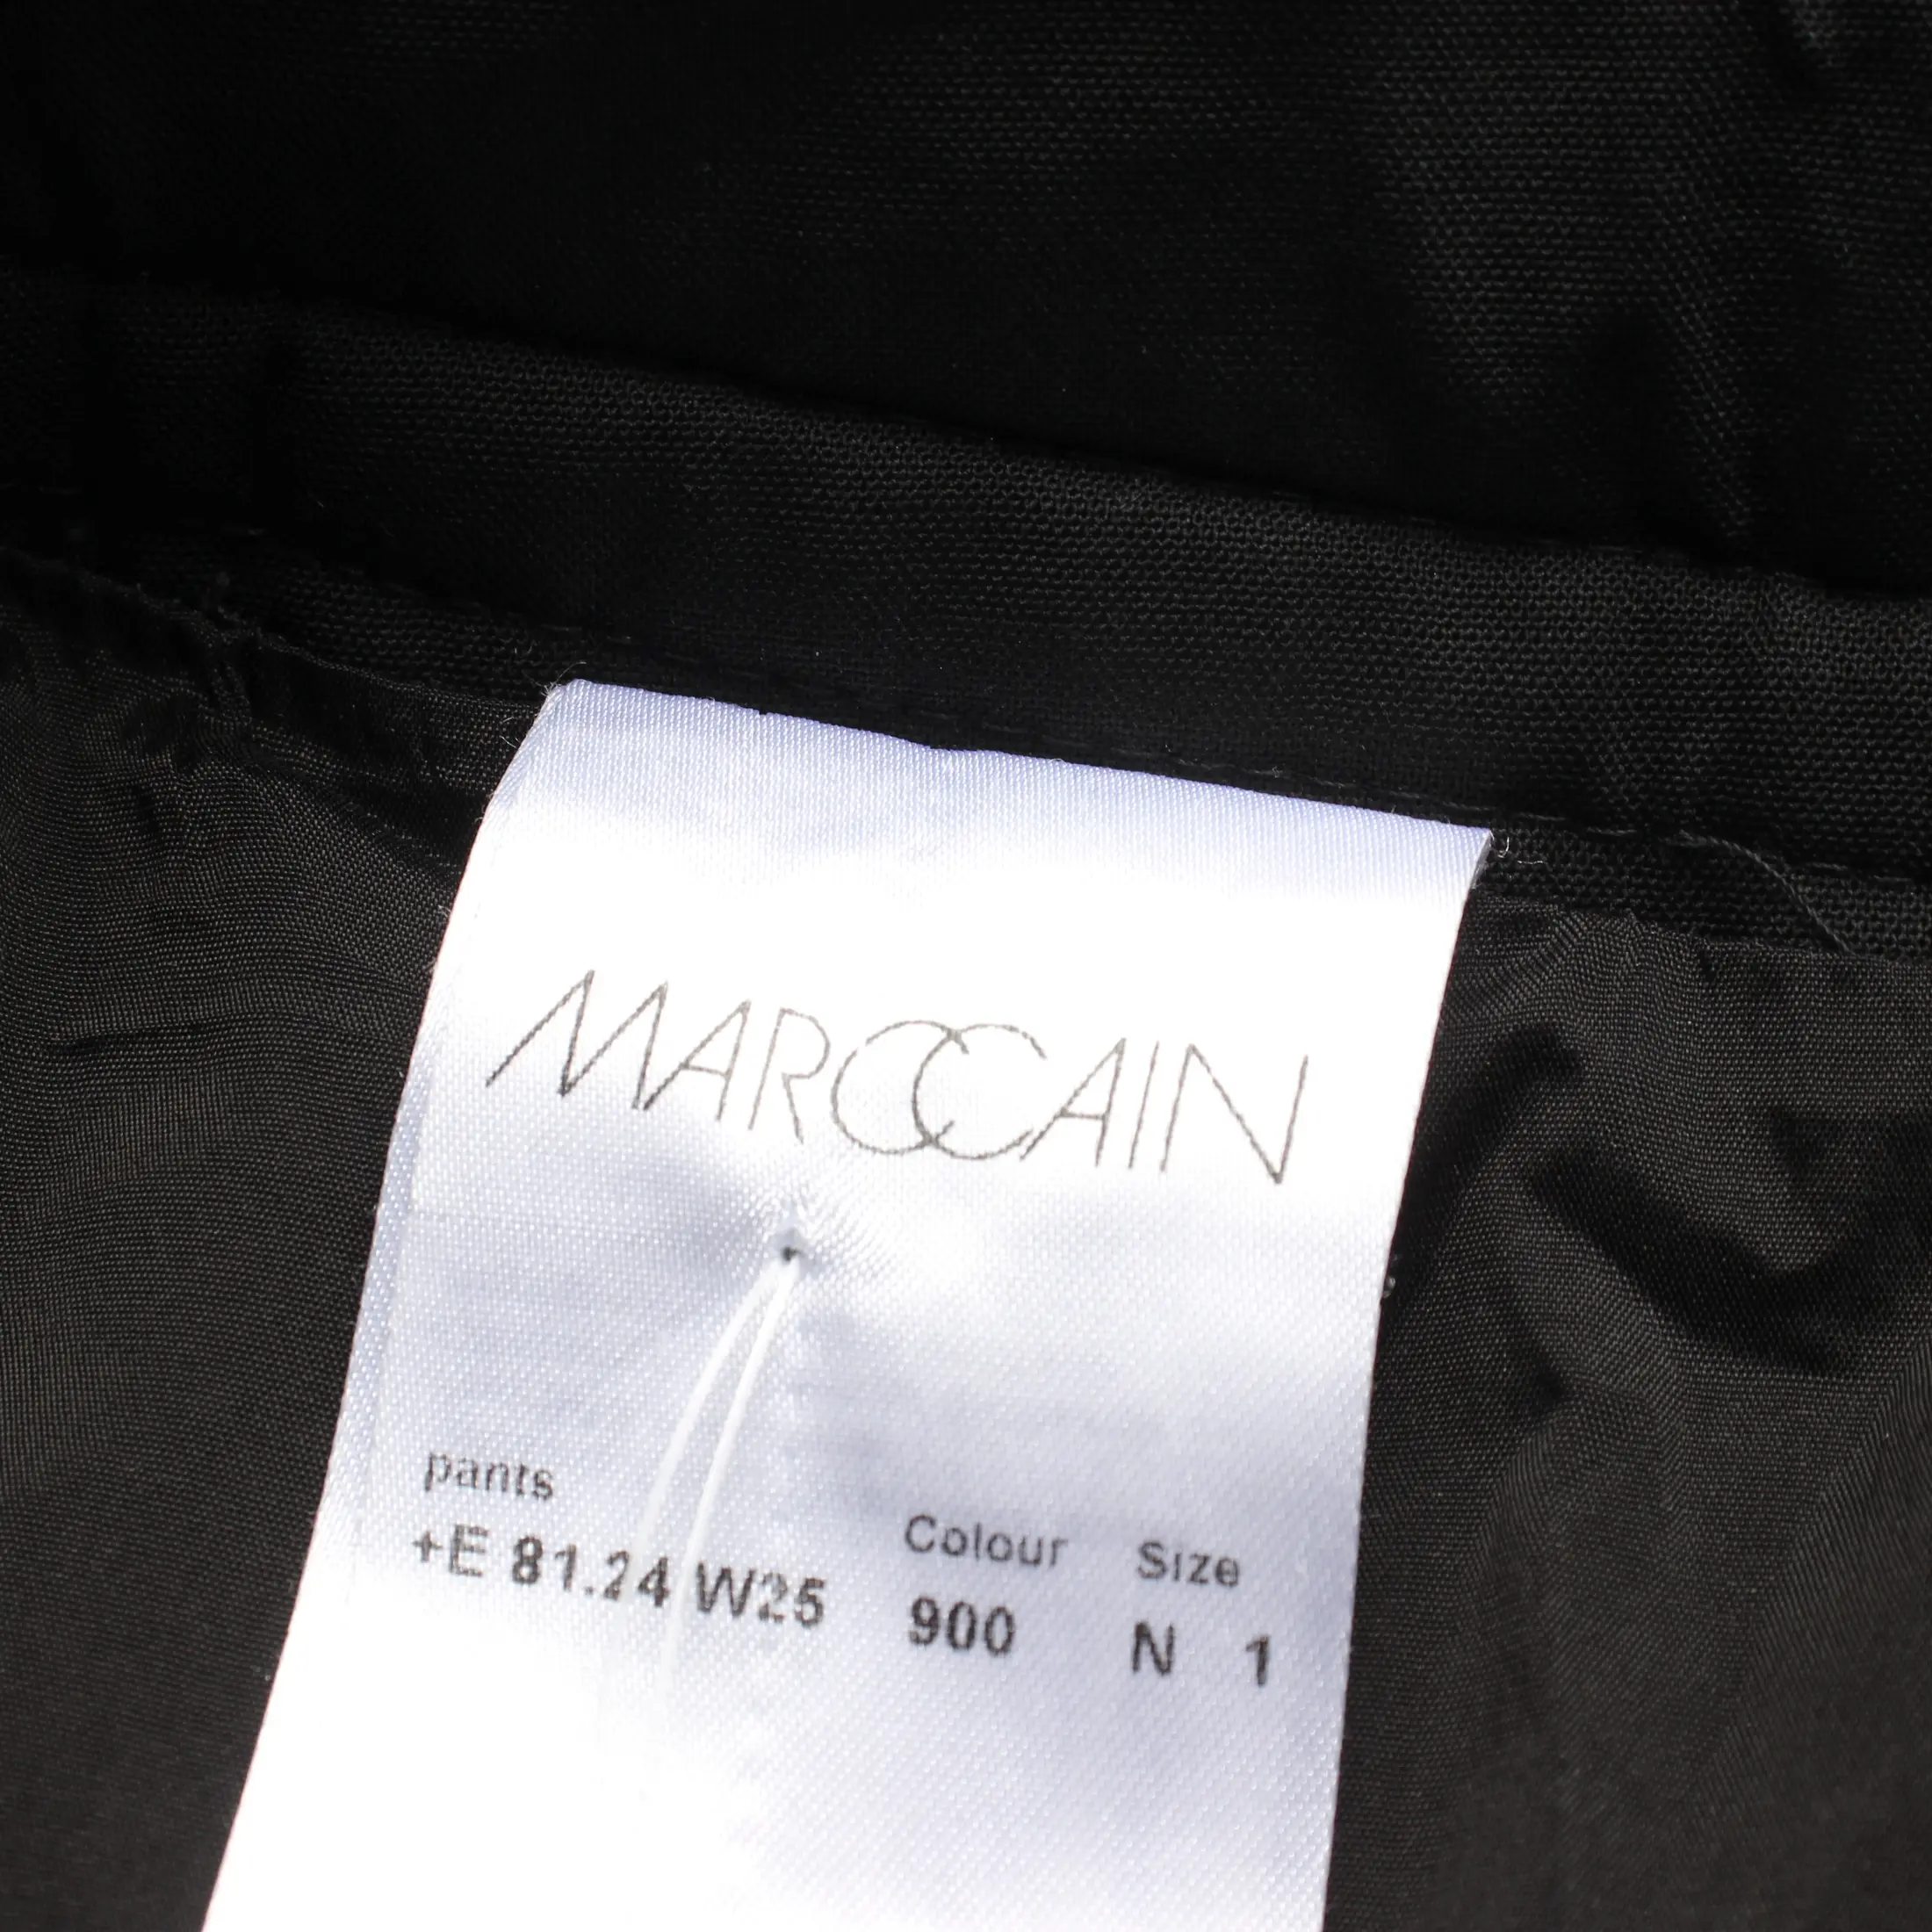 MARCCAIN
pants
Colour Size
+E 81.24 W25 900 N 1